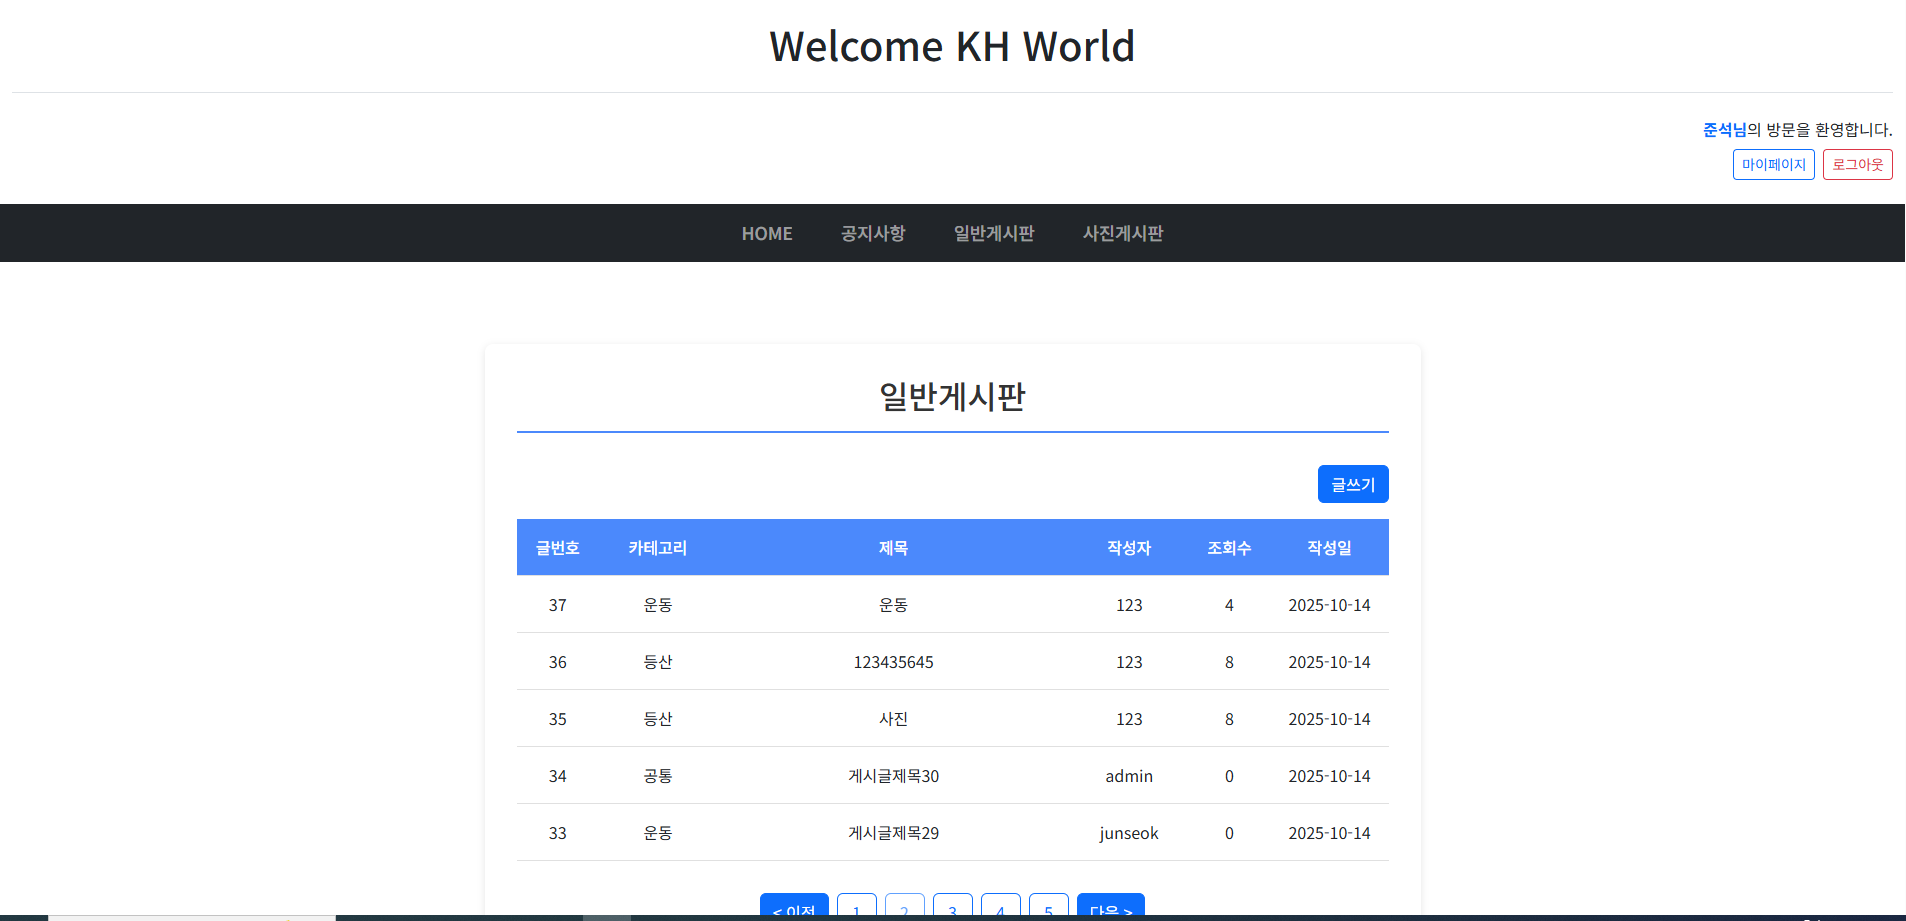 Welcome KH World
준석님의 방문을 환영합니다.
마이페이지 로그아웃
HOME 공지사항 일반게시판 사진게시판
일반게시판
글쓰기
글번호 카테고리 제목 작성자 조회수 작성일
37 운동 운동 123 4 2025-10-14
36 등산 123435645 123 8 2025-10-14
35 등산 사진 123 8 2025-10-14
34 공통 게시글제목30 admin 0 2025-10-14
33 운동 게시글제목29 junseok 0 2025-10-14
< 이전 1 2 3 4 5 다음 >